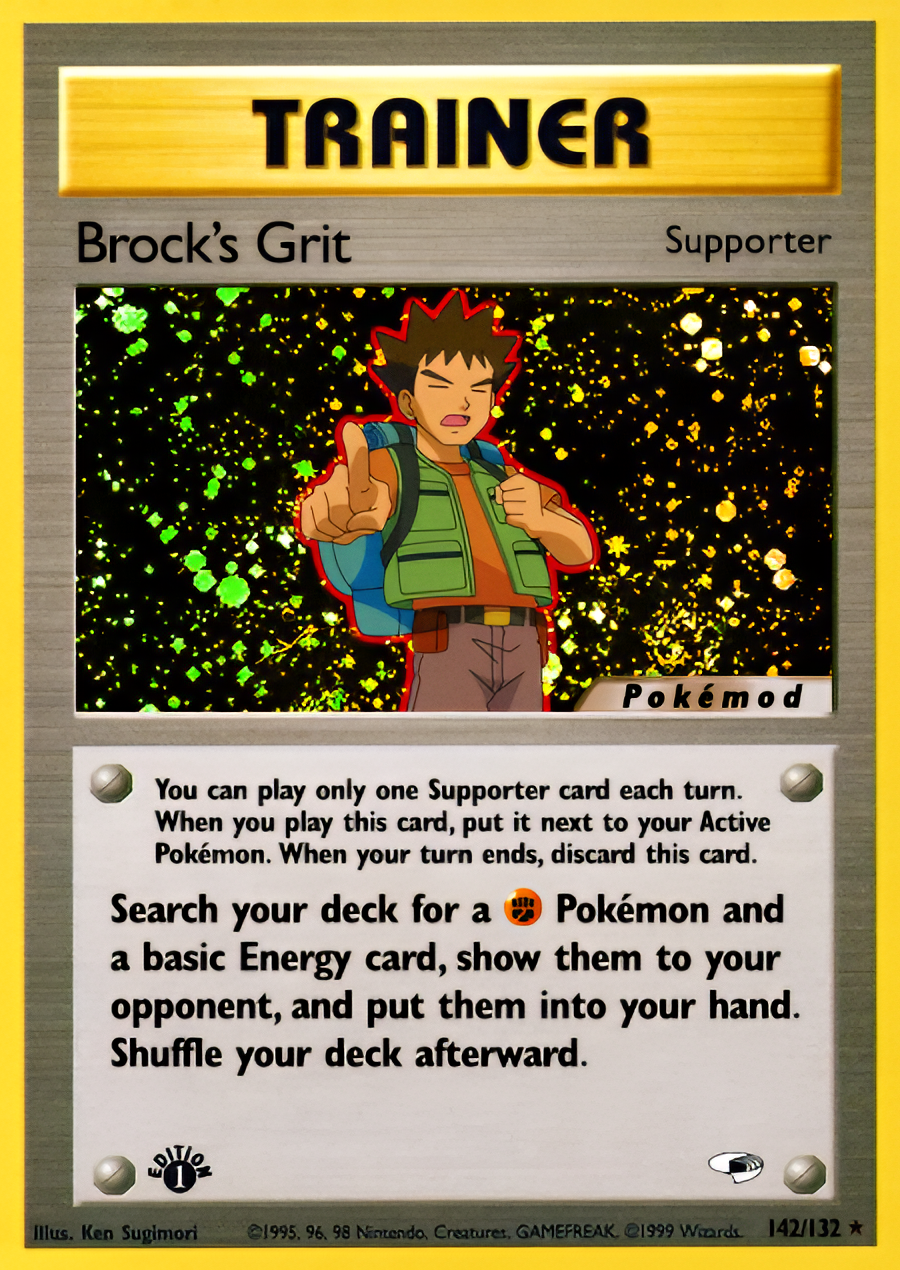 TRAINER
Brock's Grit Supporter
Pokémod
You can play only one Supporter card each turn.
When you play this card, put it next to your Active
Pokémon. When your turn ends, discard this card.
Search your deck for a Pokémon and
a basic Energy card, show them to your
opponent, and put them into your hand.
Shuffle your deck afterward.
EDITION
1
Illus. Ken Sugimori ©1995, 96, 98 Nintendo, Creatures, GAMEFREAK. ©1999 Wizards. 142/132 ★